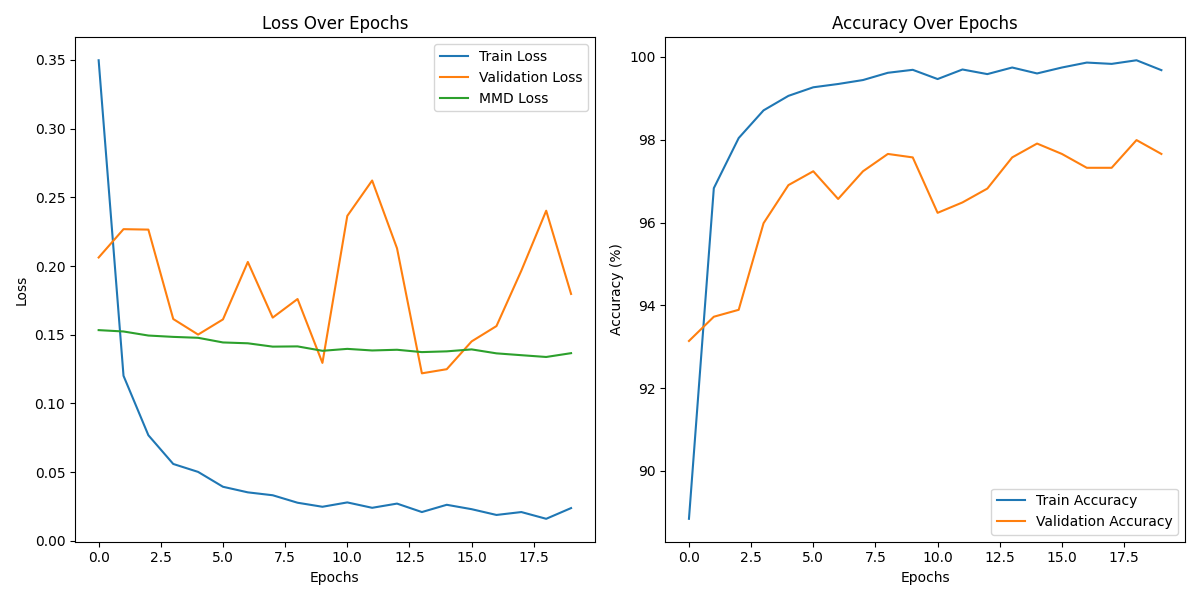 Loss Over Epochs
Loss
0.35
0.30
0.25
0.20
0.15
0.10
0.05
0.00
0.0 2.5 5.0 7.5 10.0 12.5 15.0 17.5
Epochs
Train Loss
Validation Loss
MMD Loss
Accuracy Over Epochs
Accuracy (%)
100
98
96
94
92
90
0.0 2.5 5.0 7.5 10.0 12.5 15.0 17.5
Epochs
Train Accuracy
Validation Accuracy